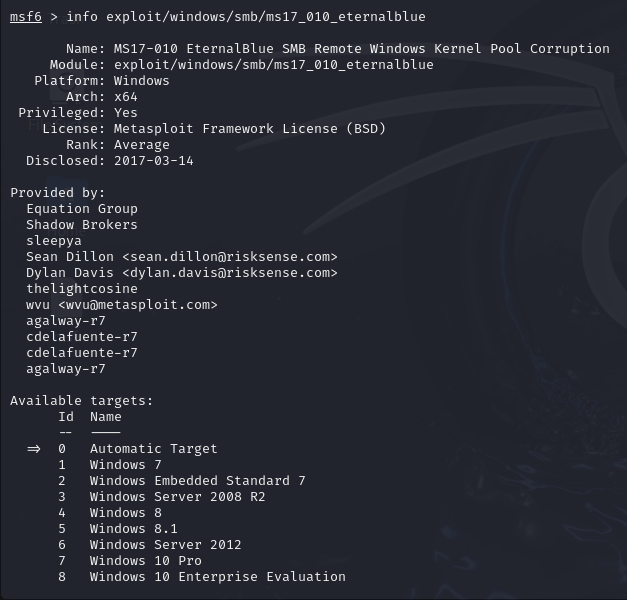 msf6 > info exploit/windows/smb/ms17_010_eternalblue
Name: MS17-010 EternalBlue SMB Remote Windows Kernel Pool Corruption
Module: exploit/windows/smb/ms17_010_eternalblue
Platform: Windows
Arch: x64
Privileged: Yes
License: Metasploit Framework License (BSD)
Rank: Average
Disclosed: 2017-03-14
Provided by:
Equation Group
Shadow Brokers
sleepya
Sean Dillon <sean.dillon@risksense.com>
Dylan Davis <dylan.davis@risksense.com>
thelightcosine
wvu <wvu@metasploit.com>
agalway-r7
cdelafuente-r7
cdelafuente-r7
agalway-r7
Available targets:
Id  Name
--  ----
=>  0   Automatic Target
1   Windows 7
2   Windows Embedded Standard 7
3   Windows Server 2008 R2
4   Windows 8
5   Windows 8.1
6   Windows Server 2012
7   Windows 10 Pro
8   Windows 10 Enterprise Evaluation